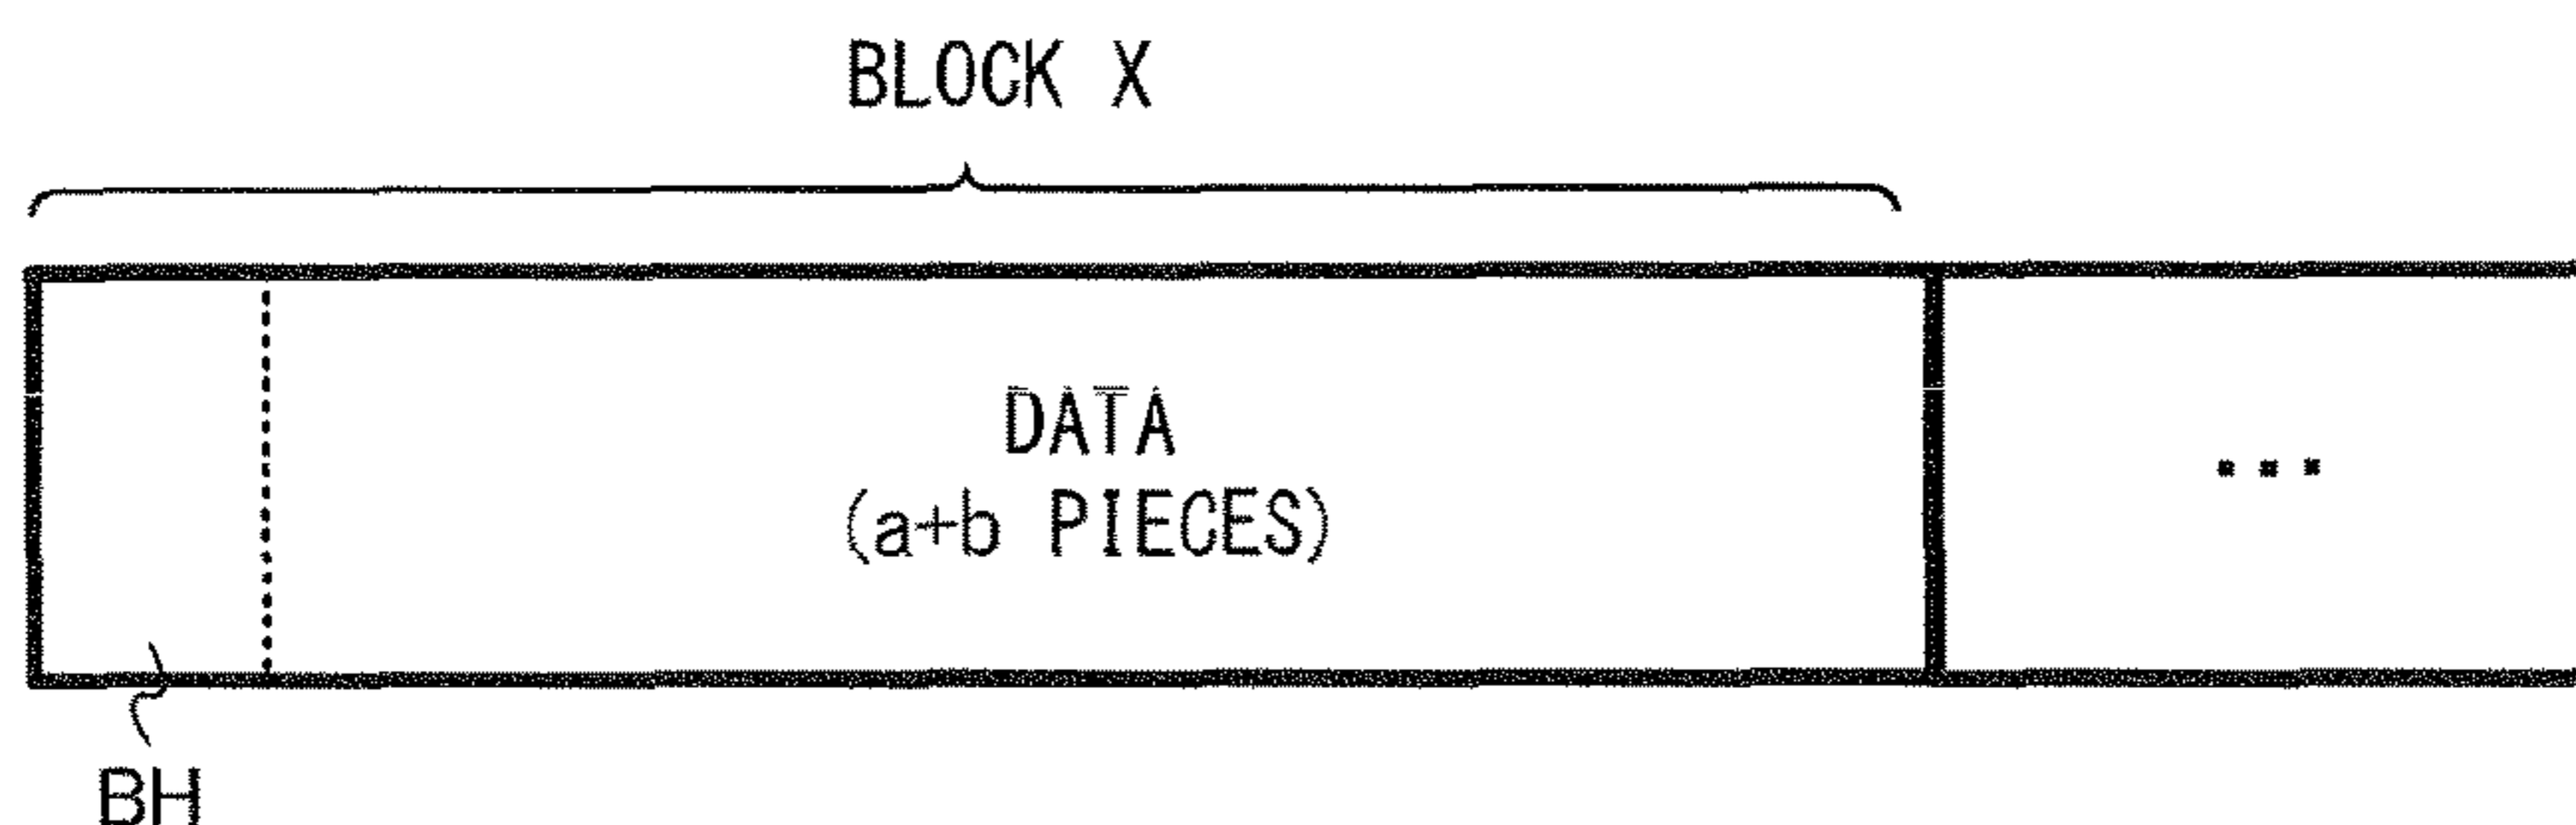 BLOCK X
DATA
(a+b PIECES)
...
BH